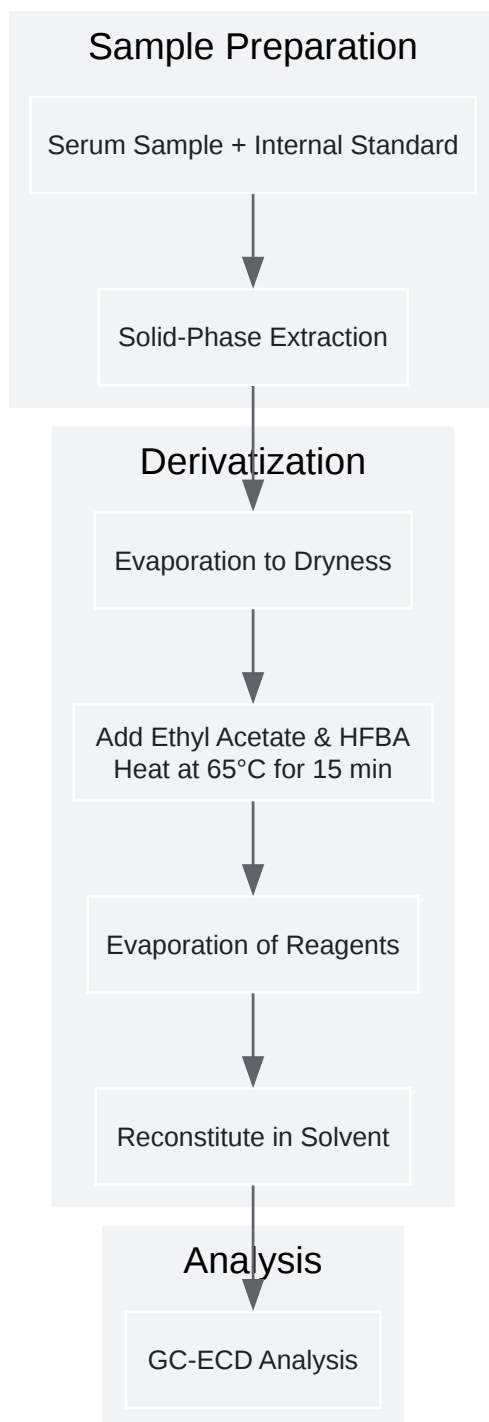 Sample Preparation
Serum Sample + Internal Standard
Solid-Phase Extraction
Derivatization
Evaporation to Dryness
Add Ethyl Acetate & HFBA
Heat at 65°C for 15 min
Evaporation of Reagents
Reconstitute in Solvent
Analysis
GC-ECD Analysis